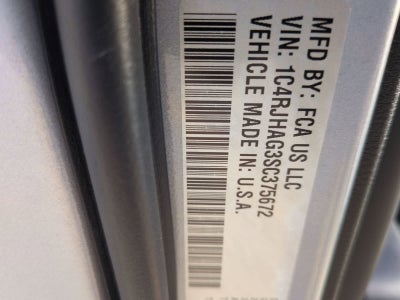 MFD BY: FCA US LLC
VIN: 1C4RJHAG3SC375672
VEHICLE MADE IN: U.S.A.